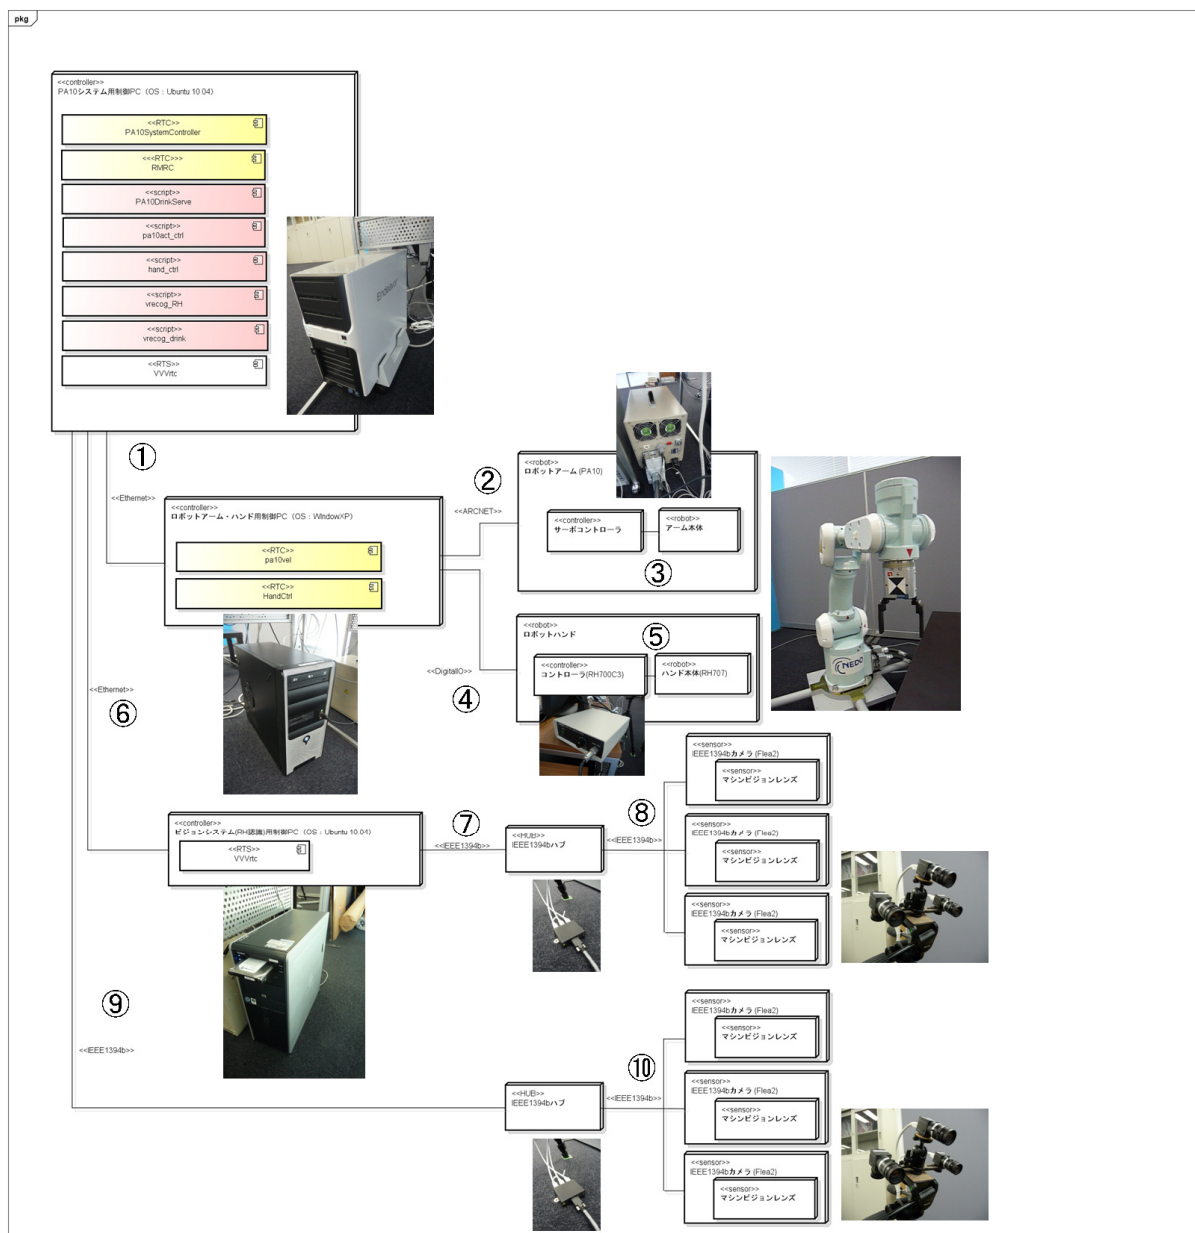 pkg
<<controller>>
PA10システム用制御PC（OS：Ubuntu 10.04）
<<RTC>>
PA10SystemController
<<<RTC>>>
RMRC
<<script>>
PA10DrinkServe
<<script>>
pa10act_ctrl
<<script>>
hand_ctrl
<<script>>
vrecog_RH
<<script>>
vrecog_drink
<<RTS>>
VVVrtc
Endeavor
①
<<Ethernet>>
<<controller>>
ロボットアーム・ハンド用制御PC（OS：WindowXP）
<<RTC>>
pa10vel
<<RTC>>
HandCtrl
②
<<ARCNET>>
<<robot>>
ロボットアーム(PA10)
<<controller>>
サーボコントローラ
<<robot>>
アーム本体
③
<<robot>>
ロボットハンド
⑤
<<controller>>
コントローラ(RH700C3)
<<robot>>
ハンド本体(RH707)
<<DigitalIO>>
④
NEDO
<<Ethernet>>
⑥
<<controller>>
ビジョンシステム(RH認識)用制御PC（OS：Ubuntu 10.04）
<<RTS>>
VVVrtc
⑦
<<IEEE1394b>>
<<HUB>>
IEEE1394bハブ
⑧
<<IEEE1394b>>
<<sensor>>
IEEE1394bカメラ(Flea2)
<<sensor>>
マシンビジョンレンズ
<<sensor>>
IEEE1394bカメラ(Flea2)
<<sensor>>
マシンビジョンレンズ
<<sensor>>
IEEE1394bカメラ(Flea2)
<<sensor>>
マシンビジョンレンズ
⑨
<<IEEE1394b>>
<<HUB>>
IEEE1394bハブ
⑩
<<IEEE1394b>>
<<sensor>>
IEEE1394bカメラ(Flea2)
<<sensor>>
マシンビジョンレンズ
<<sensor>>
IEEE1394bカメラ(Flea2)
<<sensor>>
マシンビジョンレンズ
<<sensor>>
IEEE1394bカメラ(Flea2)
<<sensor>>
マシンビジョンレンズ